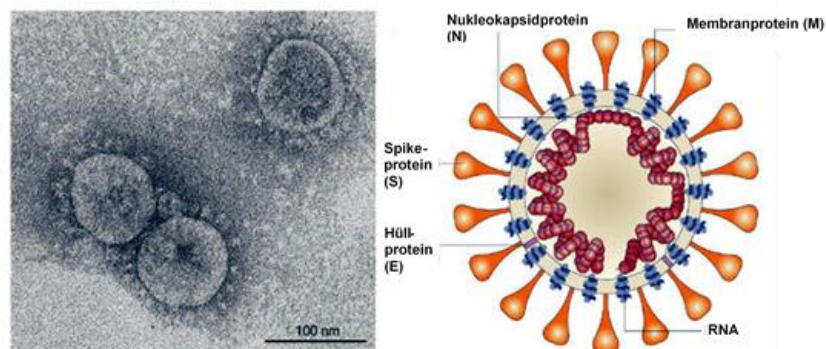 Nukleokapsidprotein
(N)
Membranprotein (M)
Spike-
protein
(S)
Hüll-
protein
(E)
100 nm
RNA